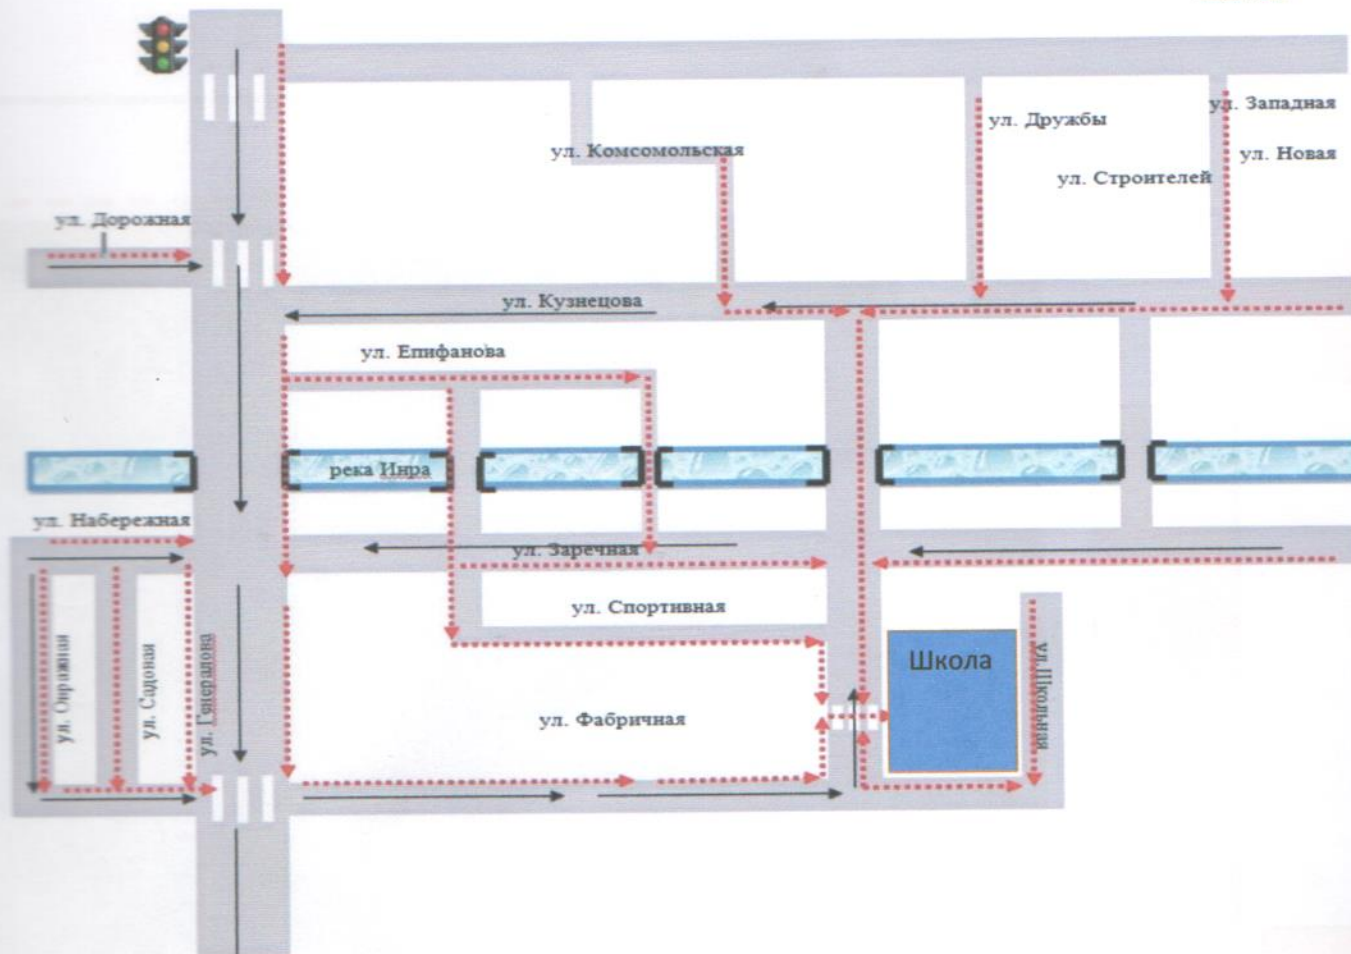 ул. Западная
ул. Дружбы
ул. Комсомольская
ул. Новая
ул. Строителей
ул. Дорожная
ул. Кузнецова
ул. Епифанова
река Инра
ул. Набережная
ул. Заречная
ул. Спортивная
ул. Овражная
ул. Садовая
ул. Генералова
Школа
ул.Школьная
ул. Фабричная